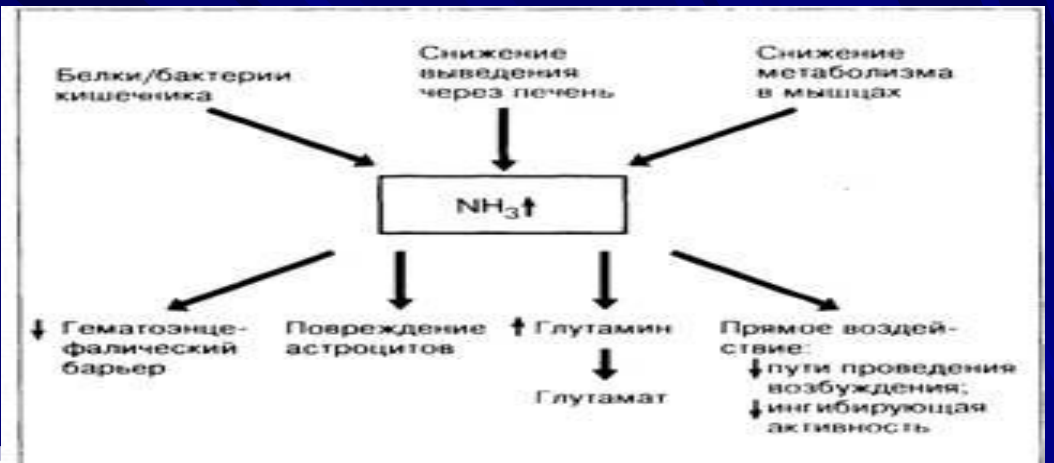 Белки/бактерии
кишечника
Снижение
выведения
через печень
Снижение
метаболизма
в мышцах
NH₃↑
↓ Гематоэнце-
фалический
барьер
Повреждение
астроцитов
↑ Глутамин
Глутамат
Прямое воздей-
ствие:
↓ пути проведения
возбуждения;
↓ ингибирующая
активность